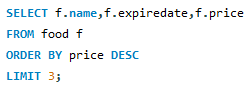 SELECT f.name,f.expiredate,f.price
FROM food f
ORDER BY price DESC
LIMIT 3;